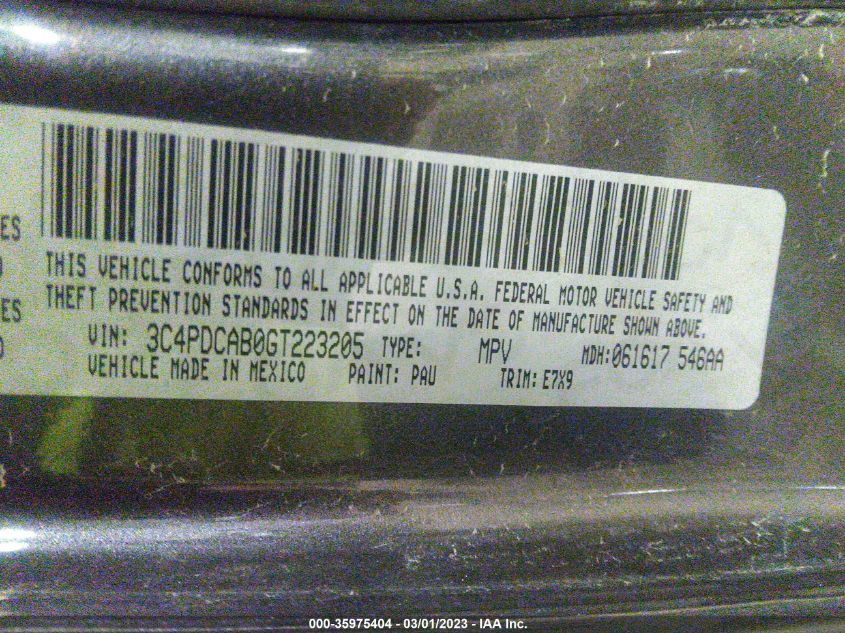 ES
THIS VEHICLE CONFORMS TO ALL APPLICABLE U.S.A. FEDERAL MOTOR VEHICLE SAFETY AND
THEFT PREVENTION STANDARDS IN EFFECT ON THE DATE OF MANUFACTURE SHOWN ABOVE.
ES
VIN: 3C4PDCAB0GT223205 TYPE: MPV MDH:061617 546AA
VEHICLE MADE IN MEXICO PAINT: PAU TRIM: E7X9
000-35975404 - 03/01/2023 - IAA Inc.